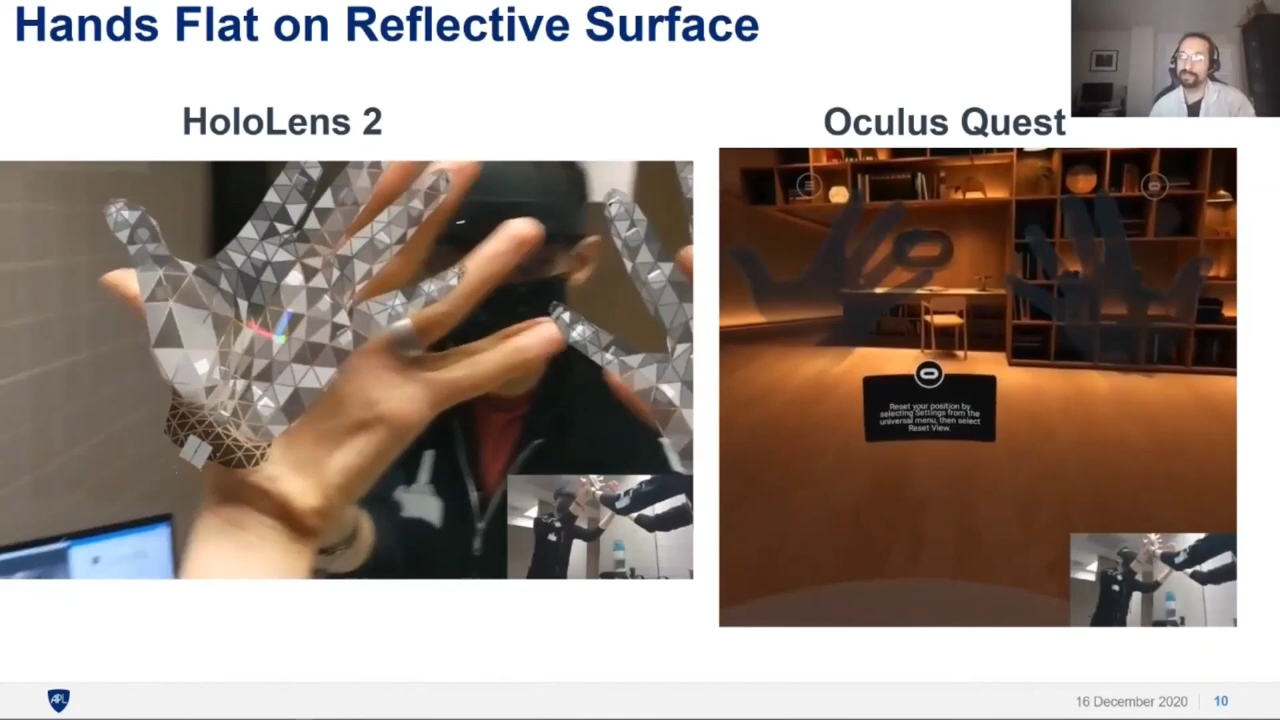 Hands Flat on Reflective Surface
HoloLens 2
Oculus Quest
Reset your position by
selecting Settings from the
universal menu, then select
Reset View.
APL
16 December 2020
10